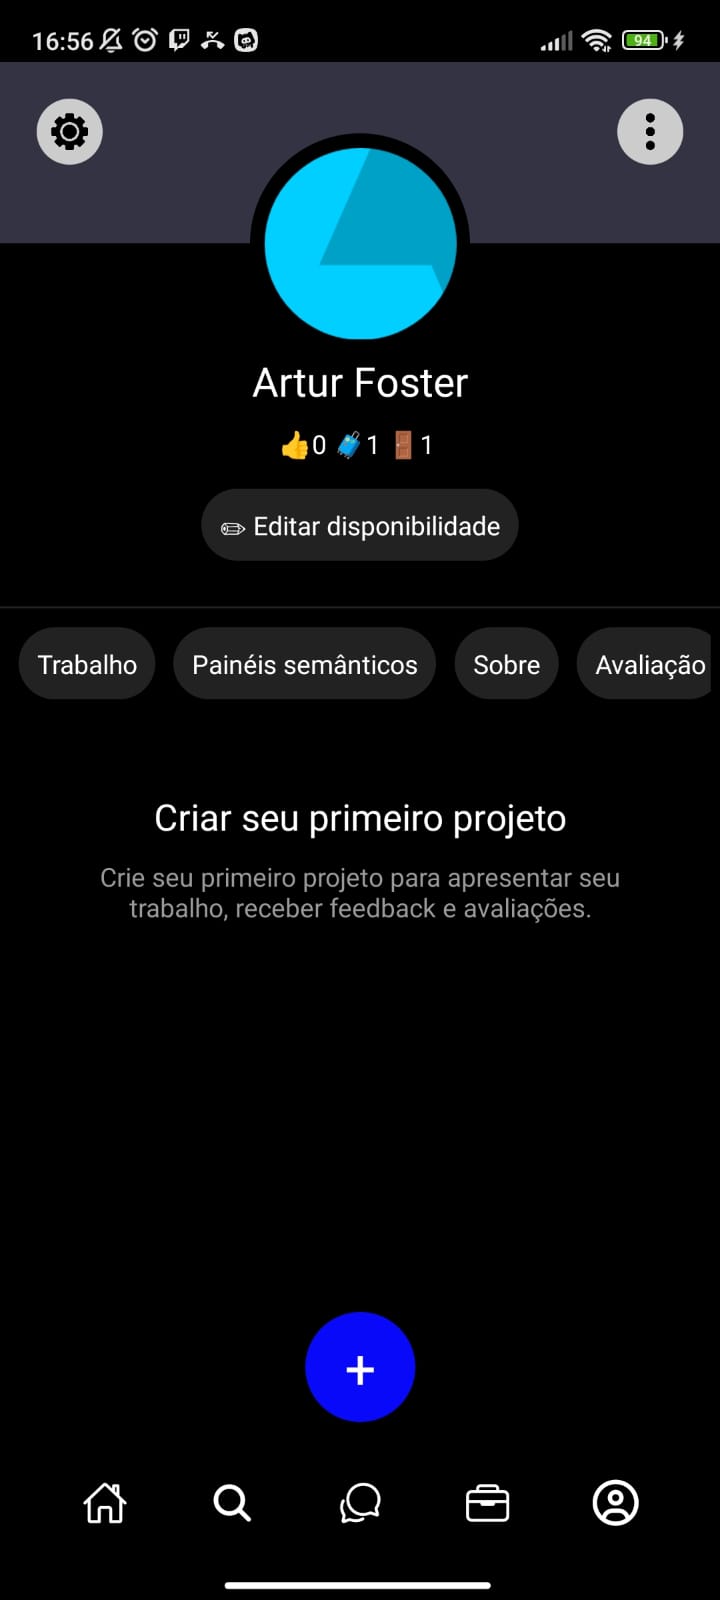 16:56
94
Artur Foster
👍0 🧳1 🚪1
✏ Editar disponibilidade
Trabalho
Painéis semânticos
Sobre
Avaliação
Criar seu primeiro projeto
Crie seu primeiro projeto para apresentar seu
trabalho, receber feedback e avaliações.
+